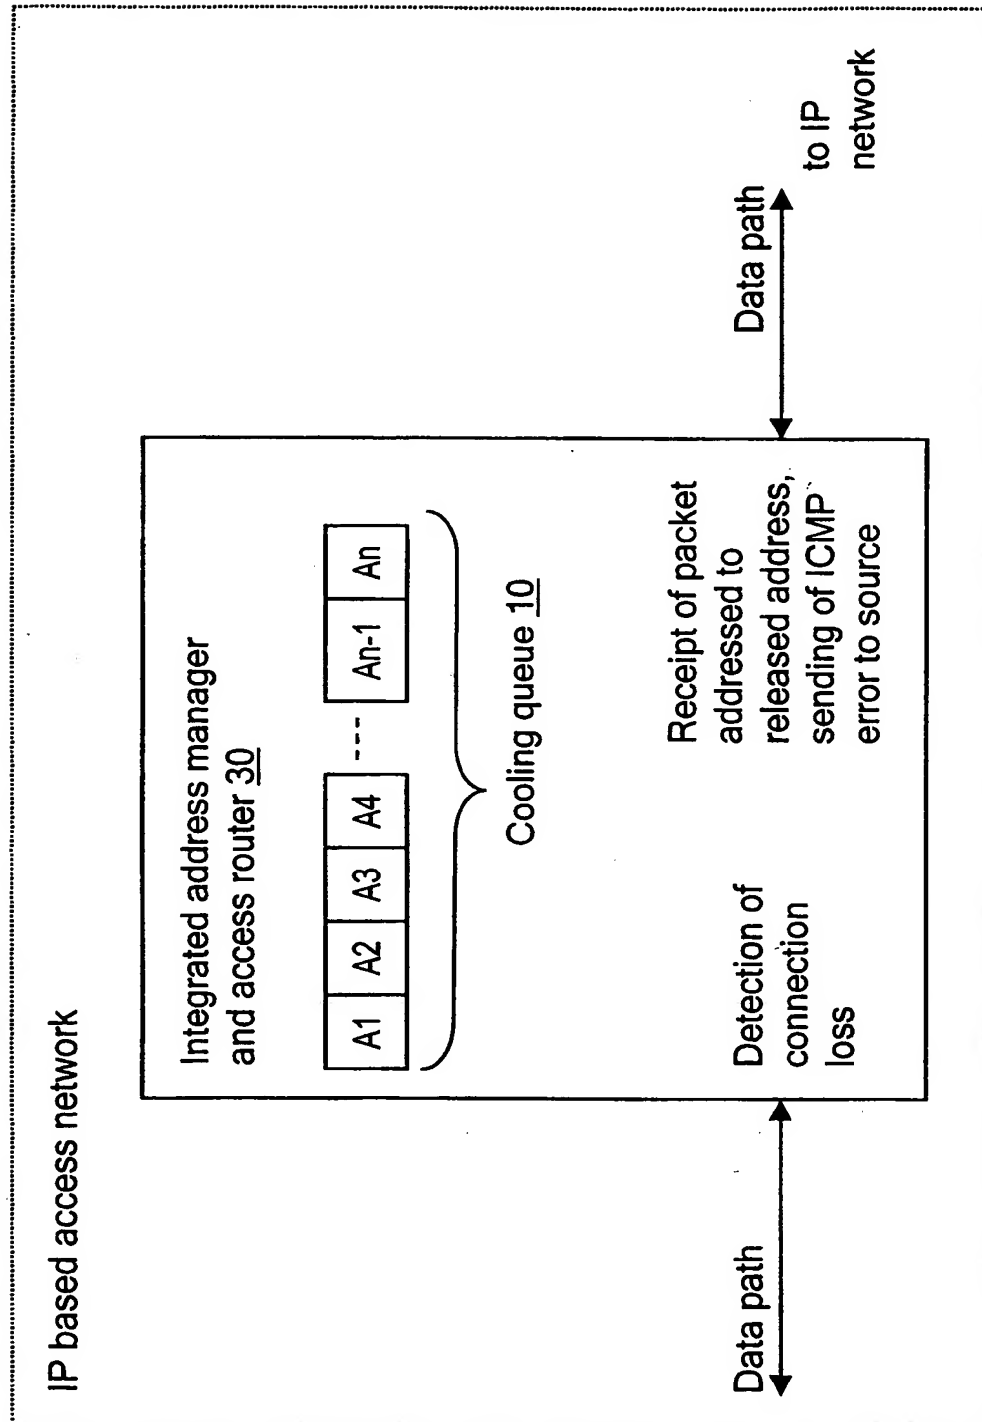 IP based access network
Integrated address manager
and access router 30
A1 A2 A3 A4 ---- An-1 An
Cooling queue 10
Detection of
connection
loss
Receipt of packet
addressed to
released address,
sending of ICMP
error to source
Data path
Data path
to IP
network